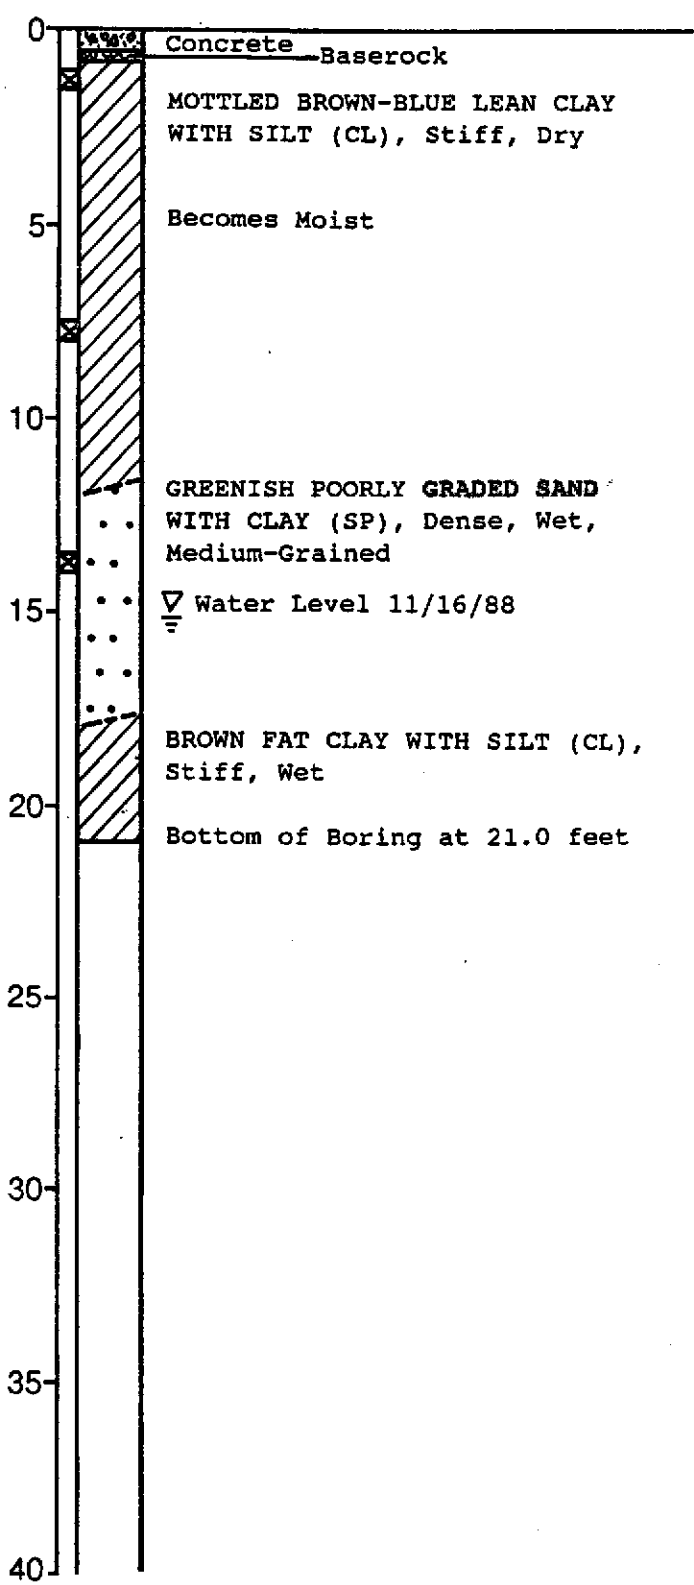 0
Concrete
Baserock
MOTTLED BROWN-BLUE LEAN CLAY
WITH SILT (CL), Stiff, Dry
5
Becomes Moist
10
GREENISH POORLY GRADED SAND
WITH CLAY (SP), Dense, Wet,
Medium-Grained
15
Water Level 11/16/88
BROWN FAT CLAY WITH SILT (CL),
Stiff, Wet
20
Bottom of Boring at 21.0 feet
25
30
35
40